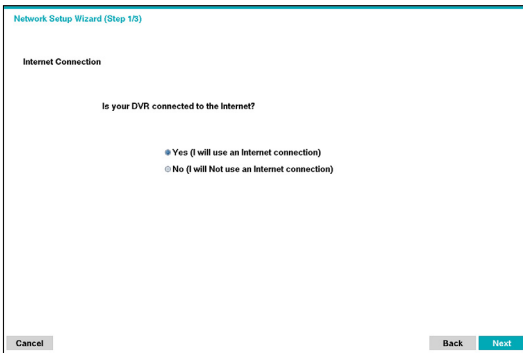 Network Setup Wizard (Step 1/3)
Internet Connection
Is your DVR connected to the Internet?
Yes (I will use an Internet connection)
No (I will Not use an Internet connection)
Cancel
Back
Next